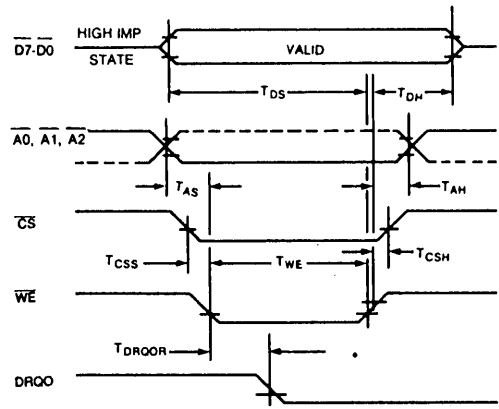 HIGH IMP
D7-D0
STATE
VALID
TDS
TDH
A0, A1, A2
TAS
TAH
CS
TCSS
TWE
TCSH
WE
TDRQOR
DRQO